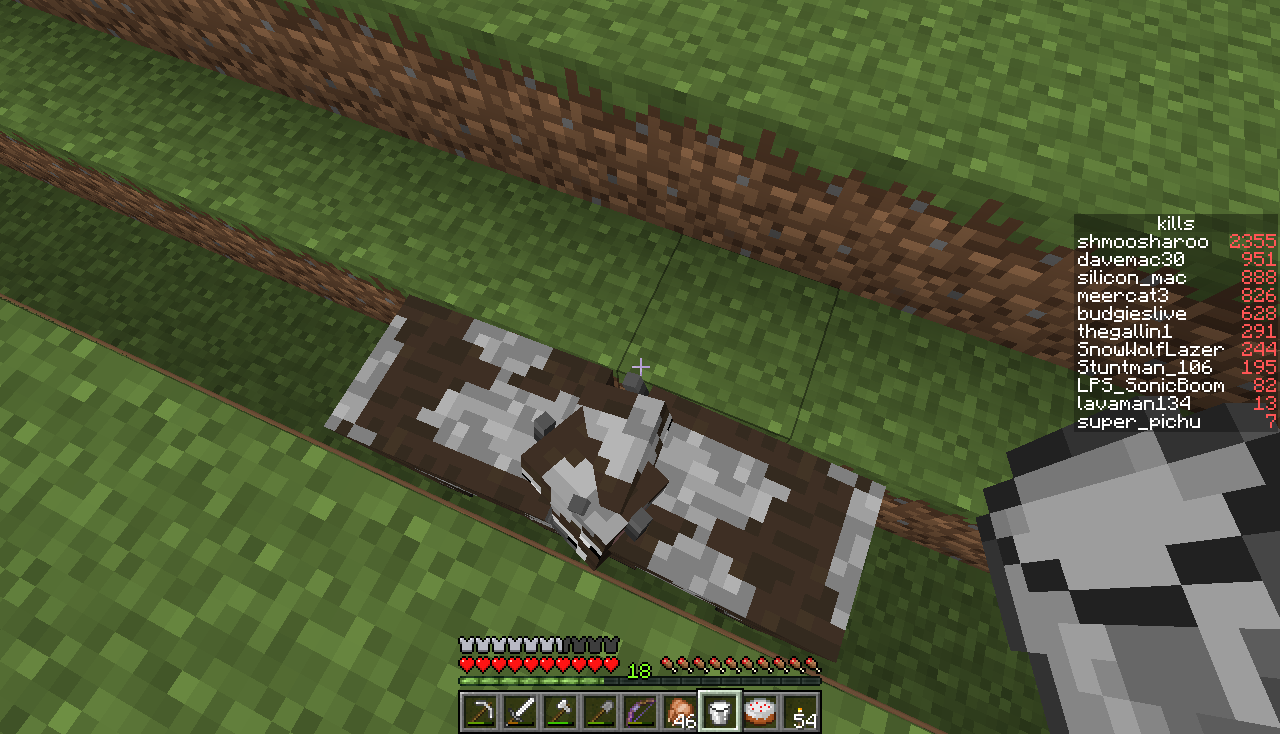 kills
shmoosharoo 2355
davemac30 951
silicon_mac 888
meercat3 826
budgieslive 628
thegallin1 291
SnowWolfLazer 244
Stuntman_106 195
LPS_SonicBoom 82
lavaman134 13
super_pichu 7
18
46 54